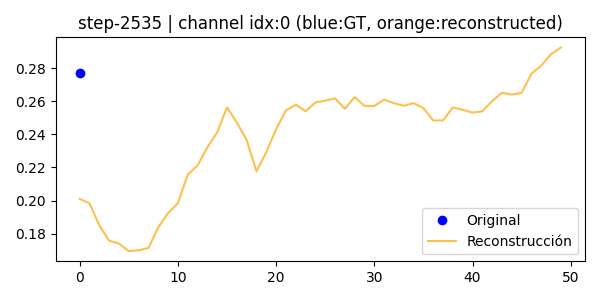 step-2535 | channel idx:0 (blue:GT, orange:reconstructed)
0.28
0.26
0.24
0.22
0.20
0.18
0 10 20 30 40 50
Original
Reconstrucción